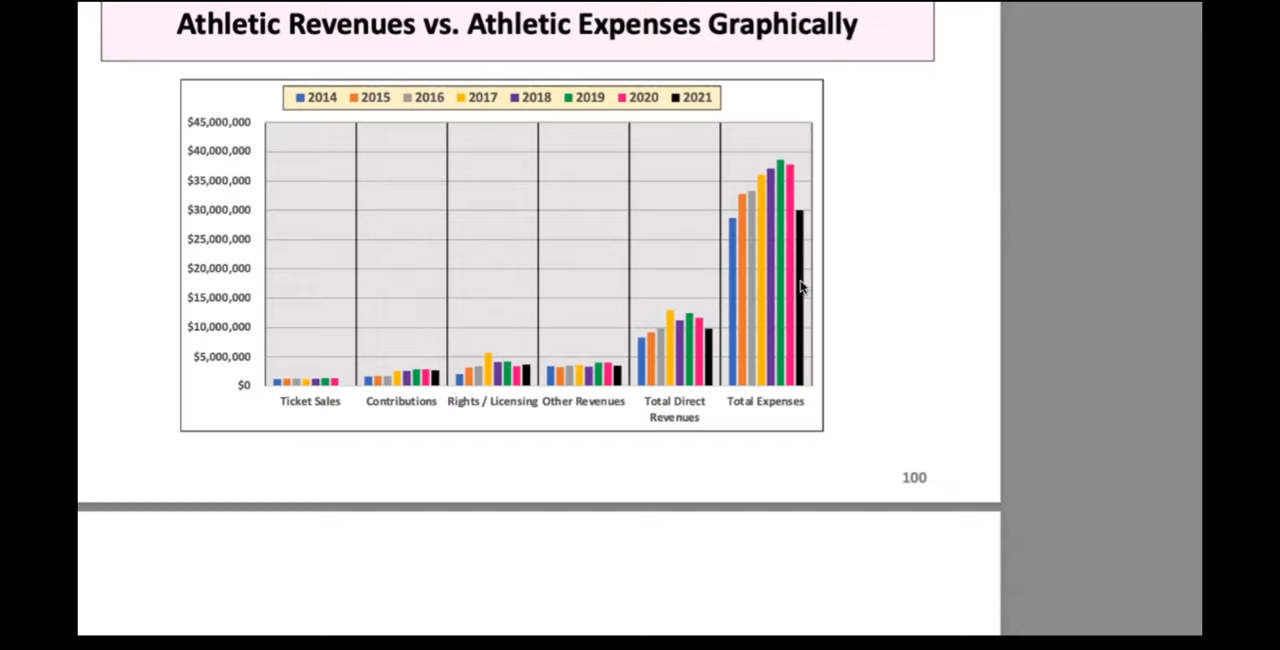 Athletic Revenues vs. Athletic Expenses Graphically
2014 2015 2016 2017 2018 2019 2020 2021
$45,000,000
$40,000,000
$35,000,000
$30,000,000
$25,000,000
$20,000,000
$15,000,000
$10,000,000
$5,000,000
$0
Ticket Sales Contributions Rights / Licensing Other Revenues Total Direct Total Expenses
Revenues
100